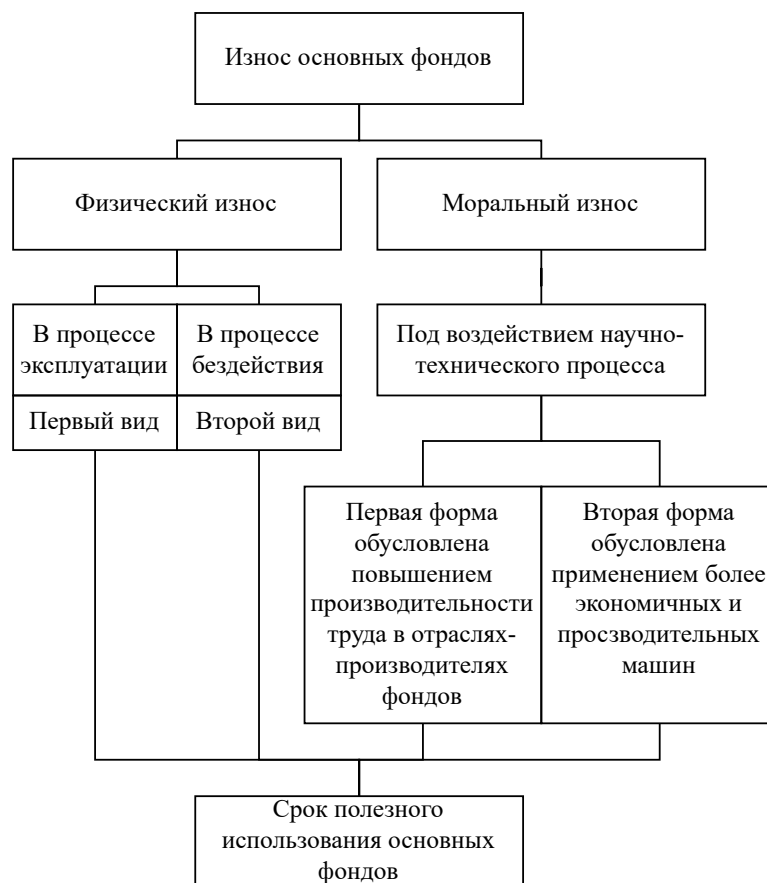 Износ основных фондов
Физический износ
Моральный износ
В процессе
эксплуатации
В процессе
бездействия
Под воздействием научно-
технического процесса
Первый вид
Второй вид
Первая форма
обусловлена
повышением
производительности
труда в отраслях-
производителях
фондов
Вторая форма
обусловлена
применением более
экономичных и
просзводительных
машин
Срок полезного
использования основных
фондов